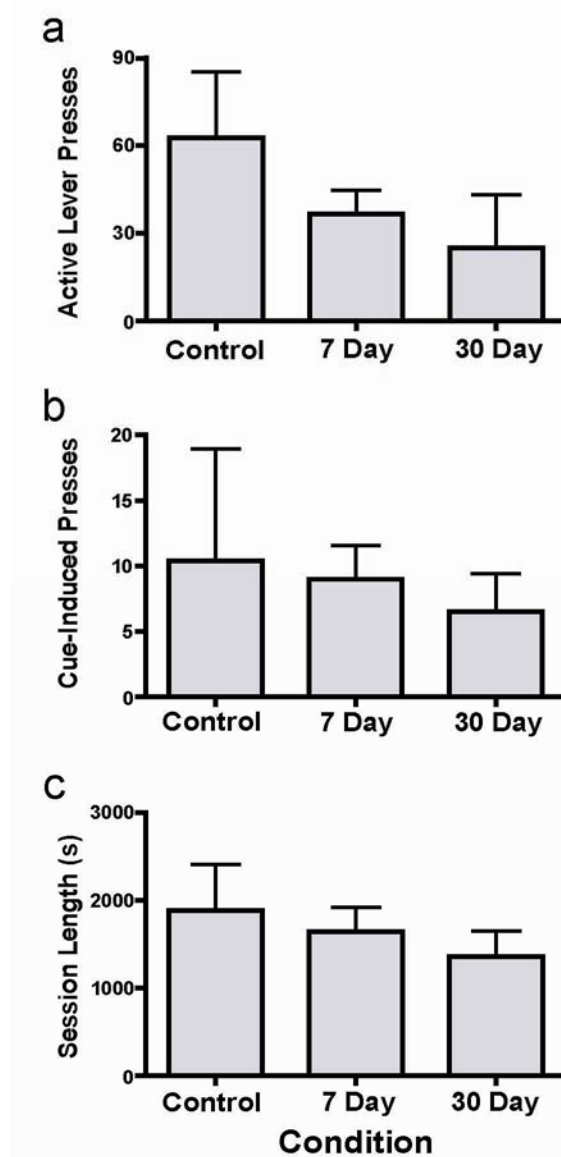 a
Active Lever Presses
90
60
30
0
Control 7 Day 30 Day
b
Cue-Induced Presses
20
15
10
5
0
Control 7 Day 30 Day
c
Session Length (s)
3000
2000
1000
0
Control 7 Day 30 Day
Condition